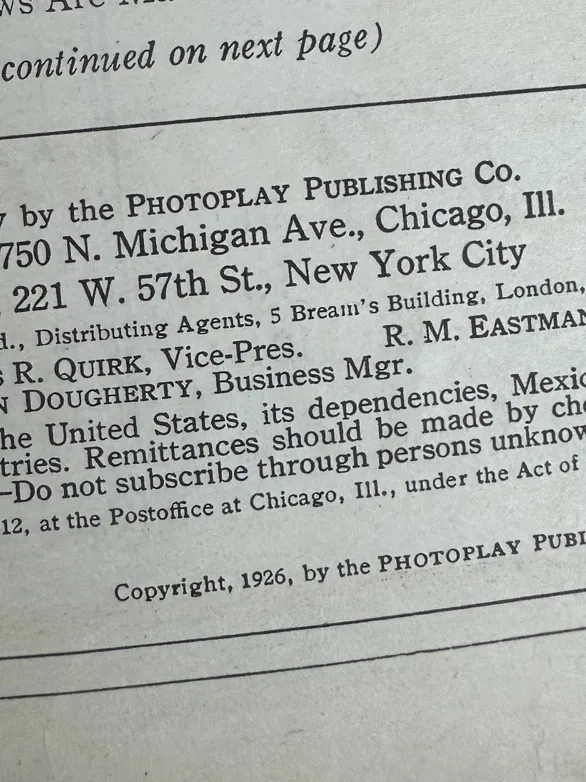 (continued on next page)
by the PHOTOPLAY PUBLISHING CO.
750 N. Michigan Ave., Chicago, Ill.
221 W. 57th St., New York City
Distributing Agents, 5 Bream's Building, London,
R. QUIRK, Vice-Pres. R. M. EASTMAN
DOUGHERTY, Business Mgr.
the United States, its dependencies, Mexic
tries. Remittances should be made by che
—Do not subscribe through persons unknow
12, at the Postoffice at Chicago, Ill., under the Act of
Copyright, 1926, by the PHOTOPLAY PUBL